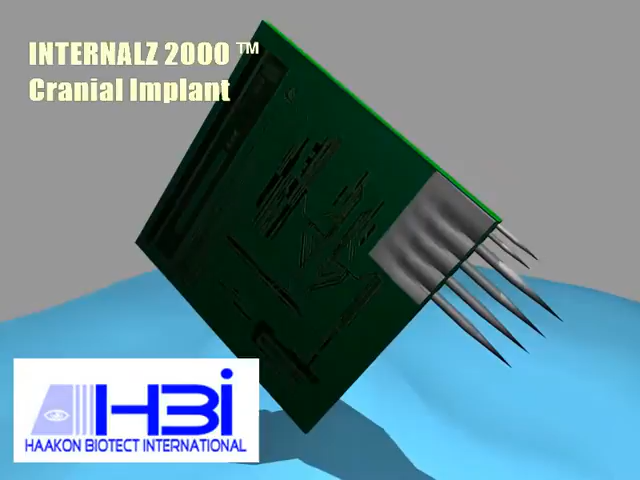 INTERNALZ 2000 ™
Cranial Implant
HBi
HAAKON BIOTECT INTERNATIONAL